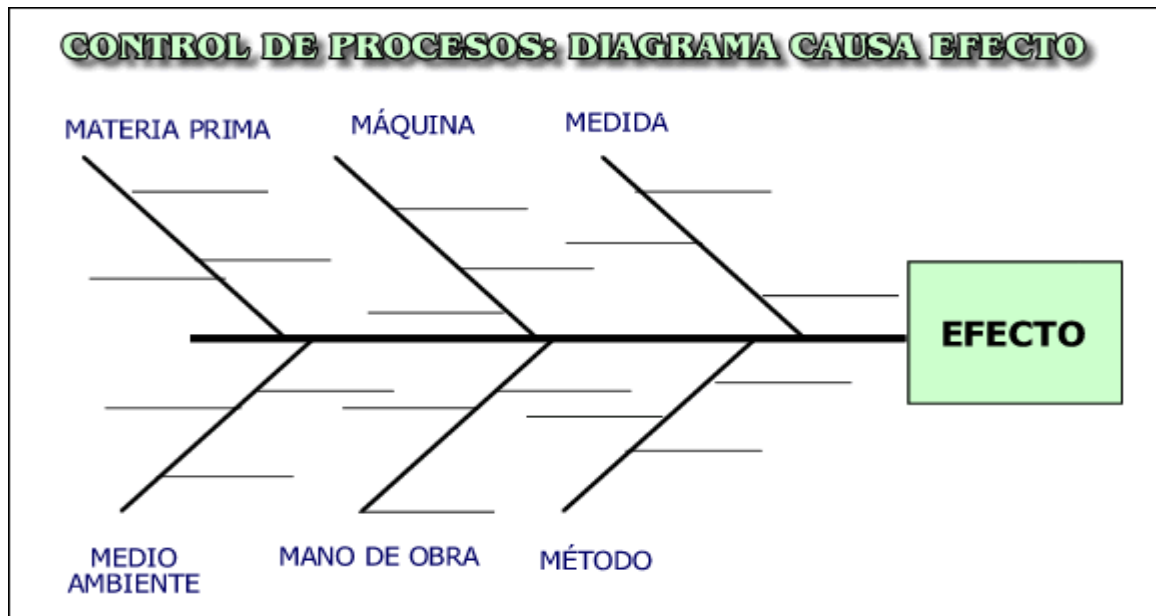 CONTROL DE PROCESOS: DIAGRAMA CAUSA EFECTO
MATERIA PRIMA
MÁQUINA
MEDIDA
EFECTO
MEDIO
AMBIENTE
MANO DE OBRA
MÉTODO